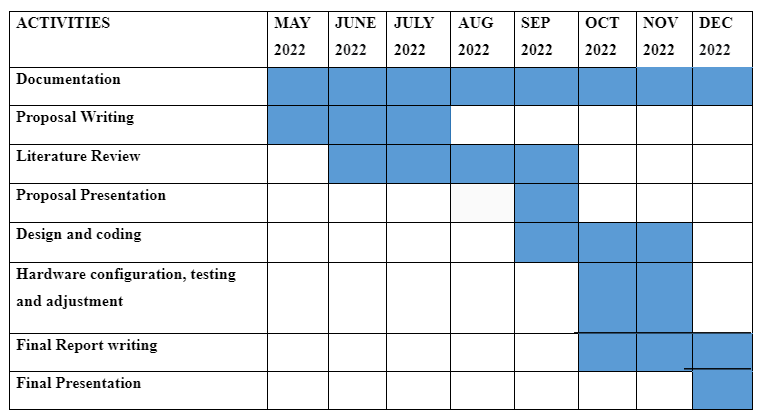 ACTIVITIES MAY 2022 JUNE 2022 JULY 2022 AUG 2022 SEP 2022 OCT 2022 NOV 2022 DEC 2022
Documentation
Proposal Writing
Literature Review
Proposal Presentation
Design and coding
Hardware configuration, testing
and adjustment
Final Report writing
Final Presentation